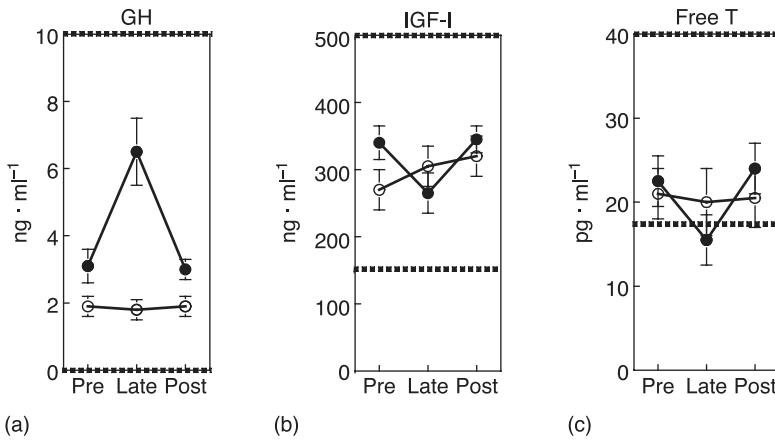 GH
10
8
6
4
2
0
ng · ml⁻¹
Pre Late Post
(a)
IGF-I
500
400
300
200
100
0
ng · ml⁻¹
Pre Late Post
(b)
Free T
40
30
20
10
0
pg · ml⁻¹
Pre Late Post
(c)